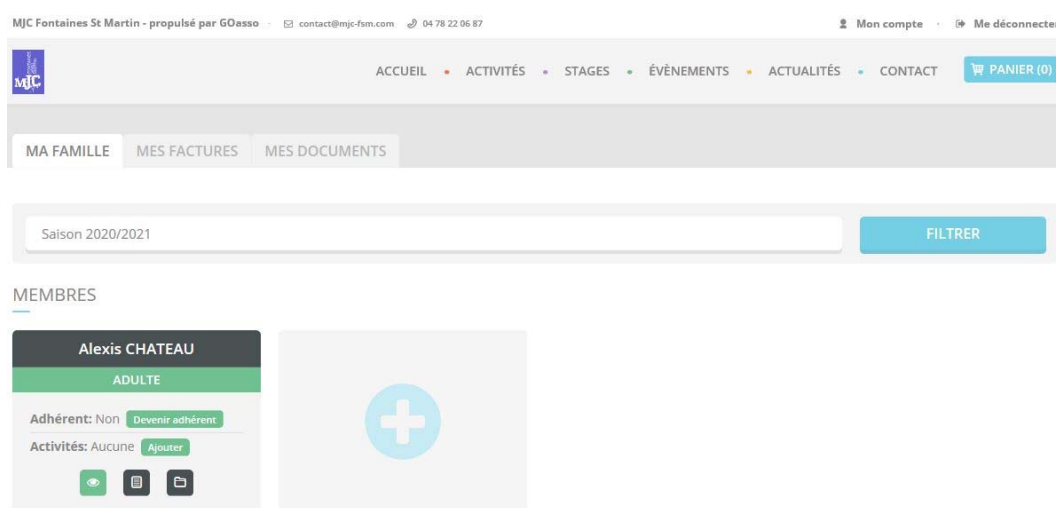 MJC Fontaines St Martin - propulsé par GOasso · contact@mjc-fsm.com 04 78 22 06 87 Mon compte · Me déconnecter
MJC ACCUEIL • ACTIVITÉS • STAGES • ÉVÈNEMENTS • ACTUALITÉS • CONTACT PANIER (0)
MA FAMILLE MES FACTURES MES DOCUMENTS
Saison 2020/2021 FILTRER
MEMBRES
Alexis CHATEAU
ADULTE
Adhérent: Non Devenir adhérent
Activités: Aucune Ajouter